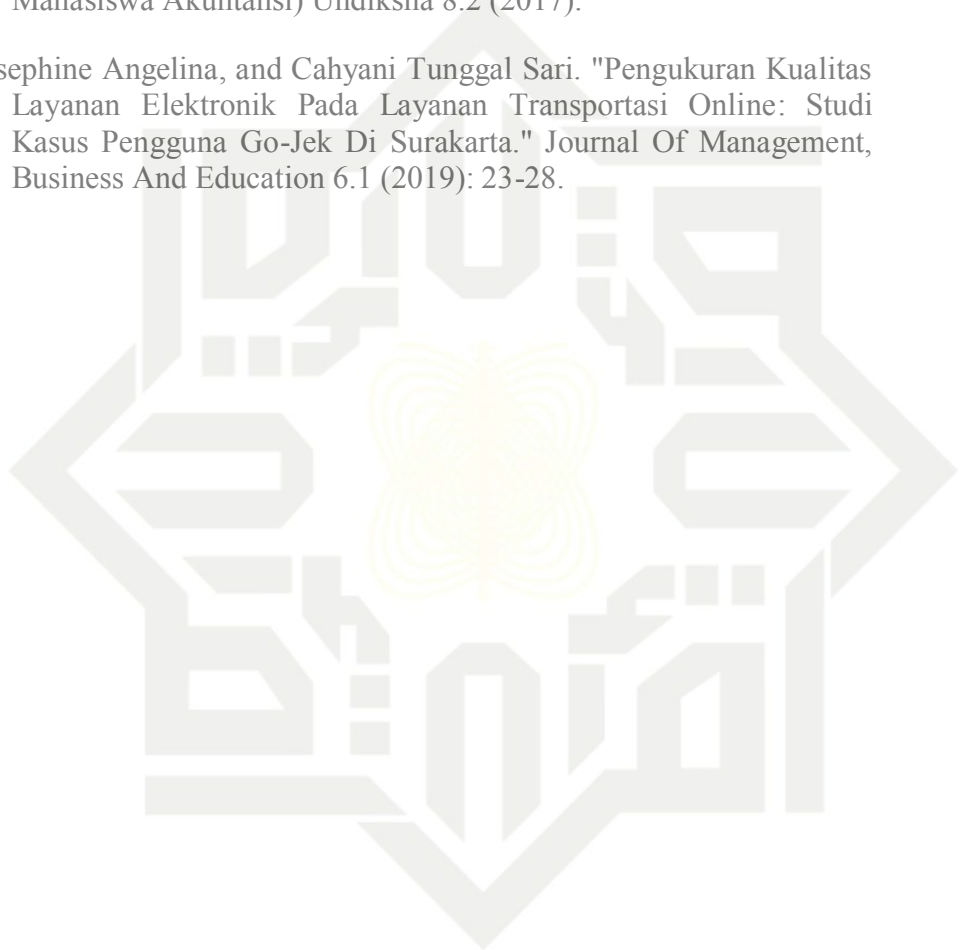 Mahasiswa Akuntansi) Undiksha 8.2 (2017).
sephine Angelina, and Cahyani Tunggal Sari. "Pengukuran Kualitas
Layanan Elektronik Pada Layanan Transportasi Online: Studi
Kasus Pengguna Go-Jek Di Surakarta." Journal Of Management,
Business And Education 6.1 (2019): 23-28.